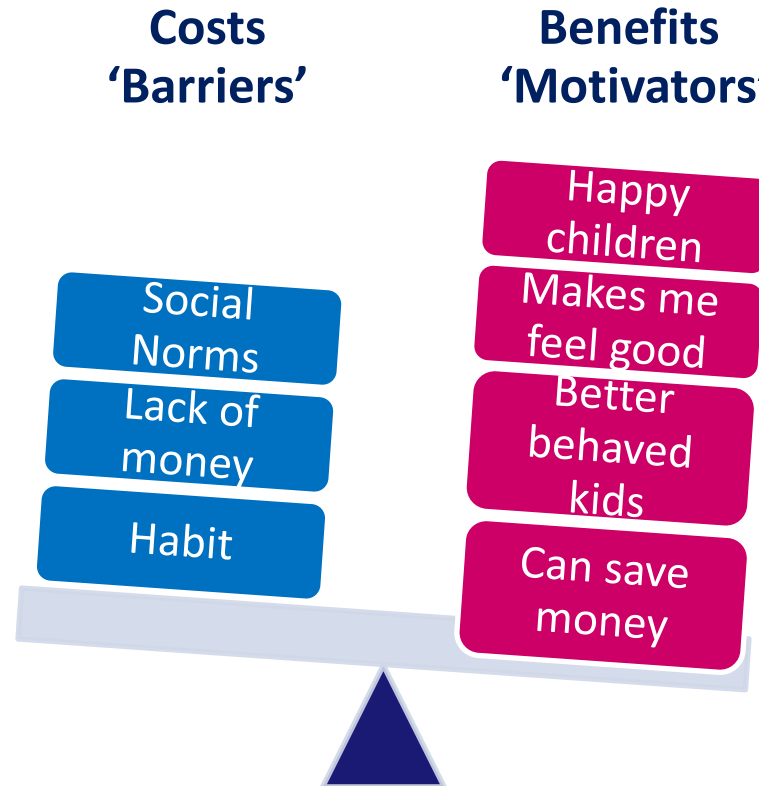 Costs
‘Barriers’
Benefits
‘Motivators’
Social
Norms
Lack of
money
Habit
Happy
children
Makes me
feel good
Better
behaved
kids
Can save
money